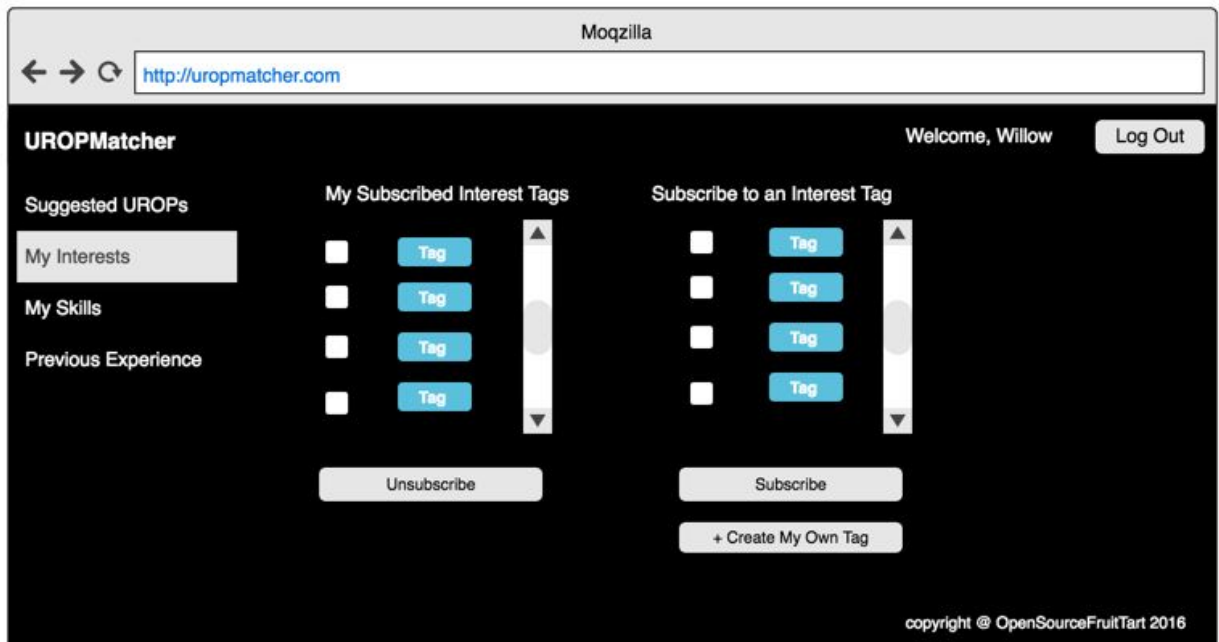 Moqzilla
http://uropmatcher.com
UROPMatcher
Welcome, Willow
Log Out
Suggested UROPs
My Interests
My Skills
Previous Experience
My Subscribed Interest Tags
Tag
Tag
Tag
Tag
Unsubscribe
Subscribe to an Interest Tag
Tag
Tag
Tag
Tag
Subscribe
+ Create My Own Tag
copyright @ OpenSourceFruitTart 2016